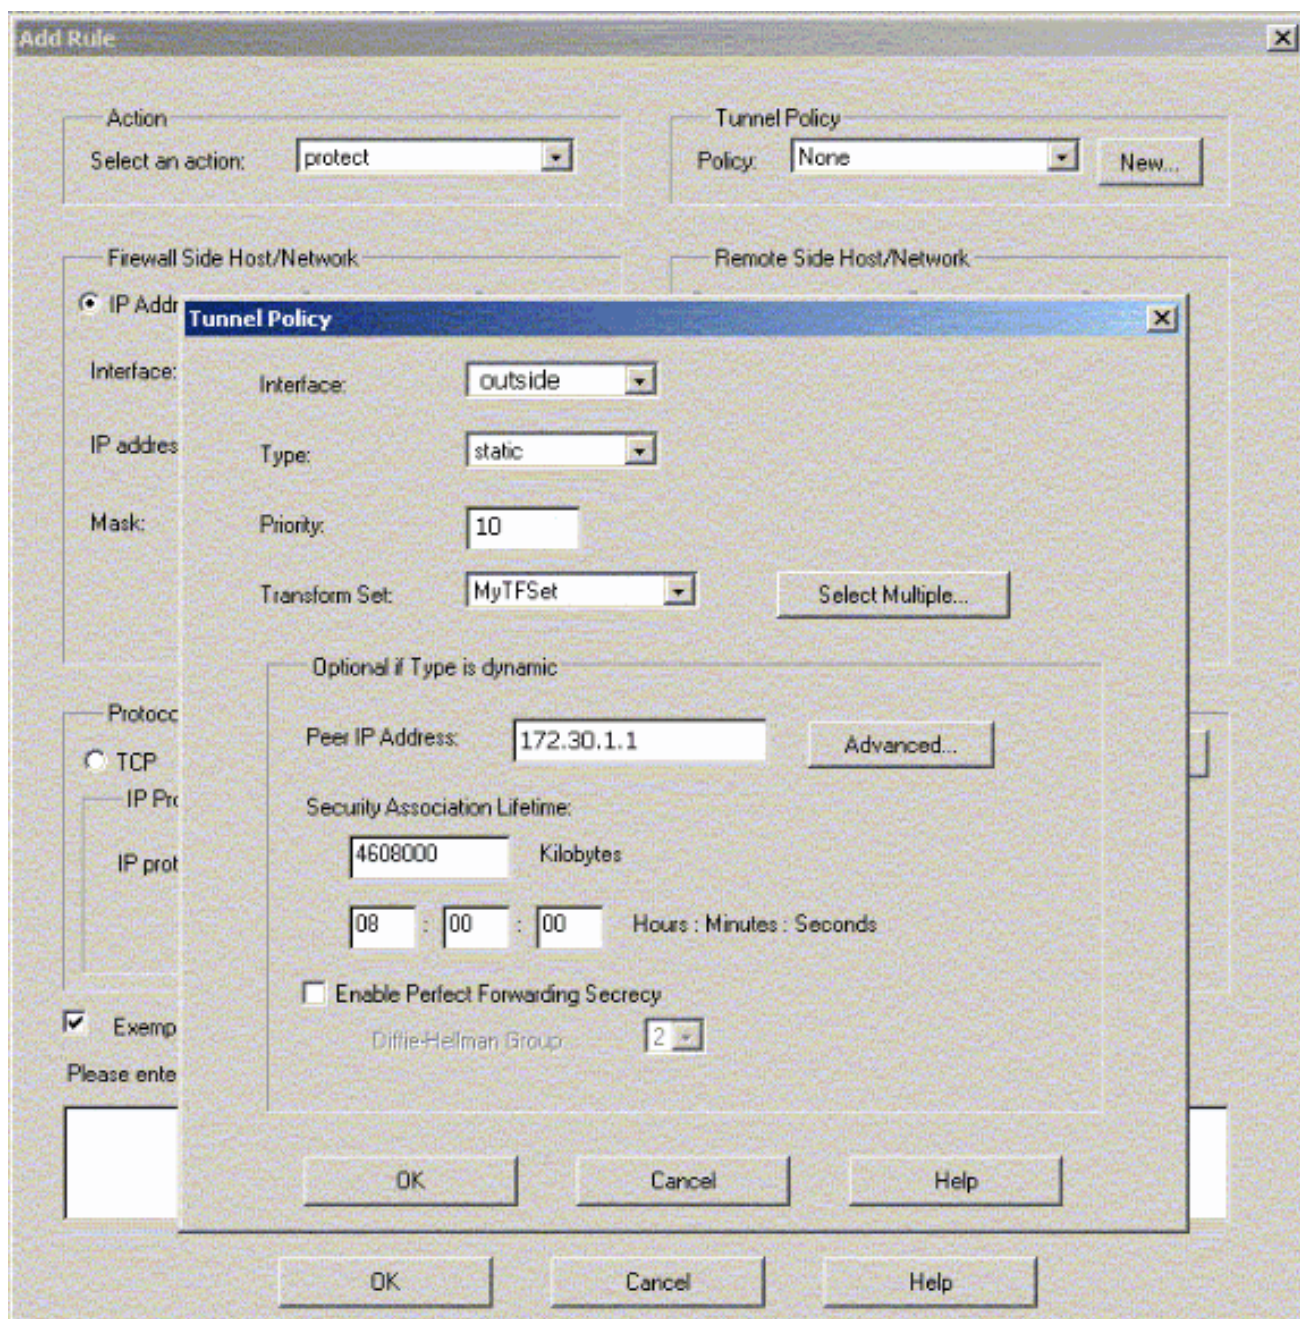 Add Rule
Action
Select an action: protect
Tunnel Policy
Policy: None New...
Firewall Side Host/Network
Remote Side Host/Network
IP Addr
Interface:
IP addres
Mask:
Tunnel Policy
Interface: outside
Type: static
Priority: 10
Transform Set: MyTFSet Select Multiple...
Optional if Type is dynamic
Peer IP Address: 172.30.1.1 Advanced...
Security Association Lifetime:
4608000 Kilobytes
08 : 00 : 00 Hours : Minutes : Seconds
Enable Perfect Forwarding Secrecy
Diffie-Hellman Group 2
OK Cancel Help
Protocc
TCP
IP Pro
IP prot
Exemp
Please ente
OK Cancel Help